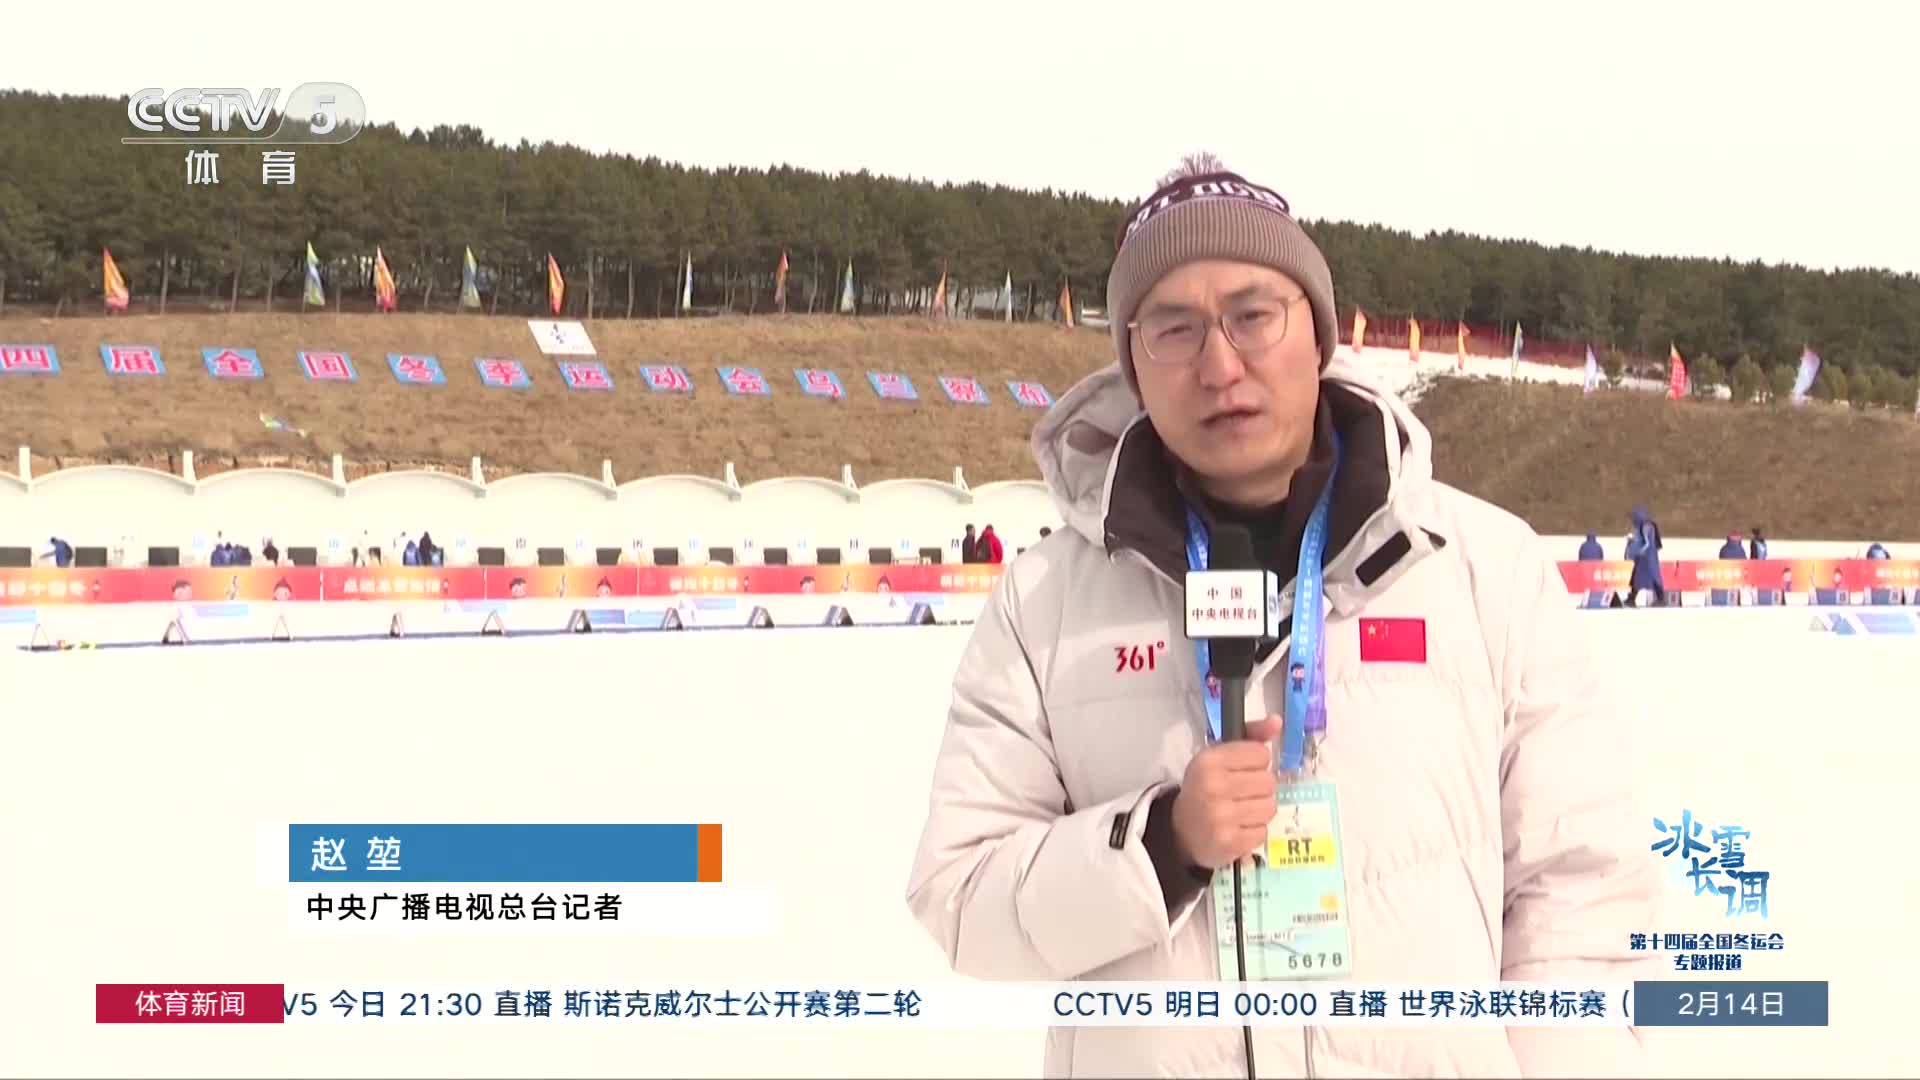 CCTV 5
体育
四届全国冬季运动会乌兰察布
中国
中央电视台
361°
RT
5678
赵堃
中央广播电视总台记者
冰雪长调
第十四届全国冬运会
专题报道
体育新闻
V5 今日 21:30 直播 斯诺克威尔士公开赛第二轮 CCTV5 明日 00:00 直播 世界泳联锦标赛（
2月14日